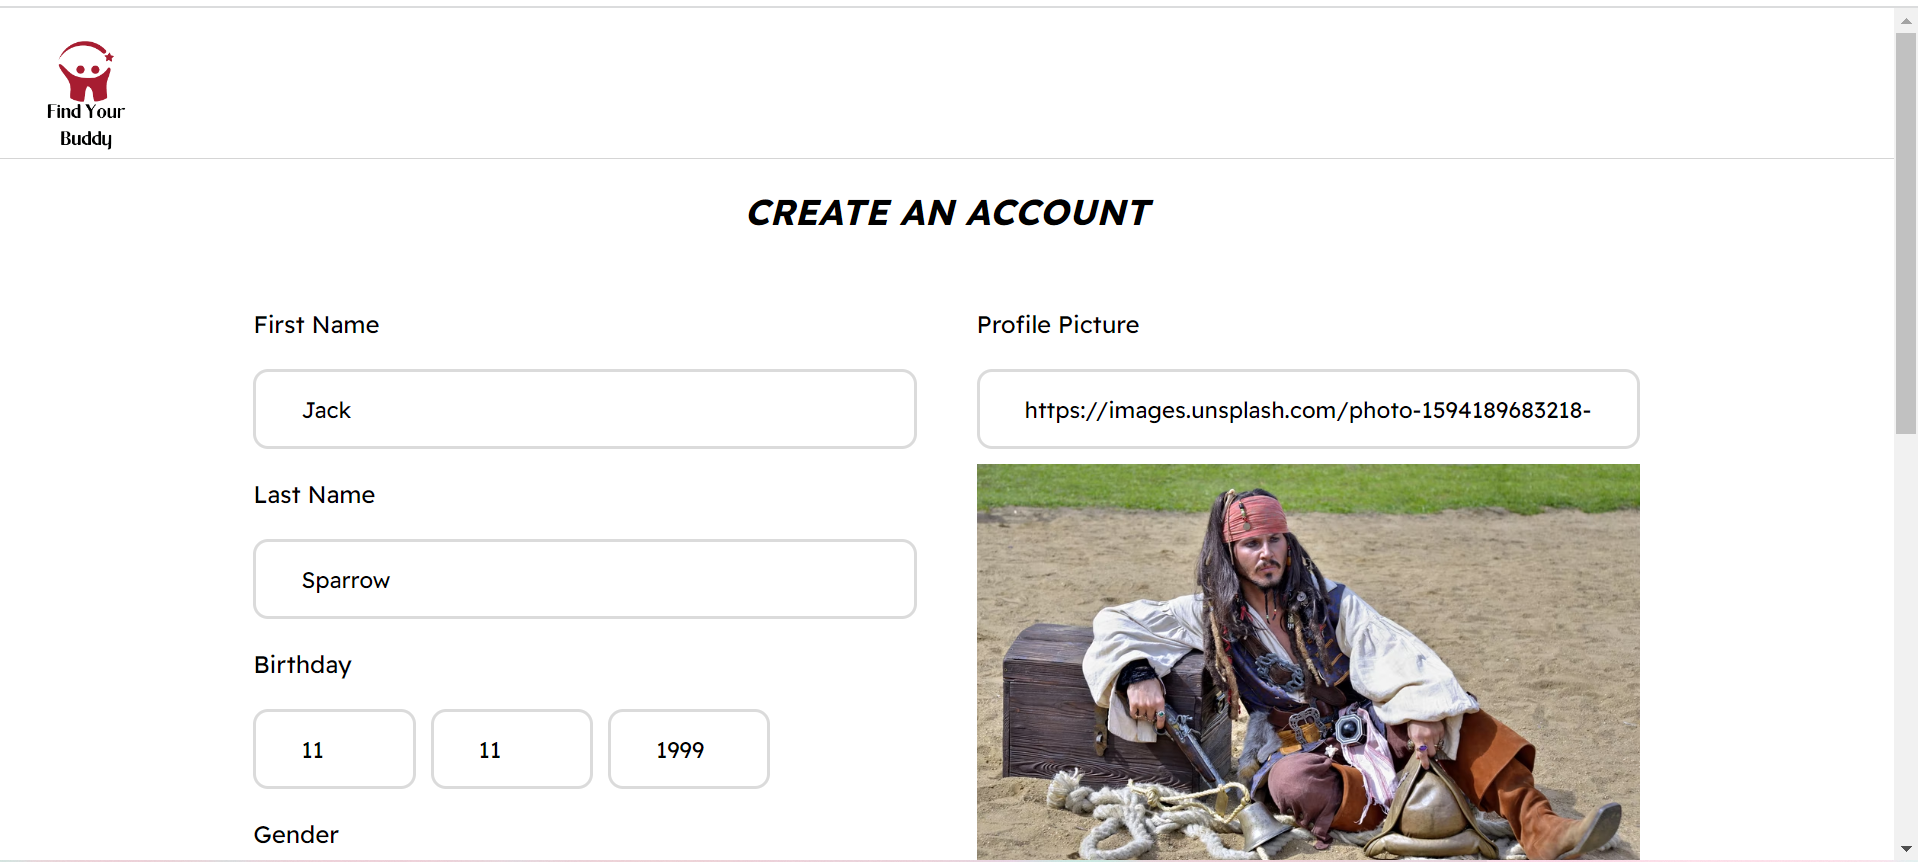 Find Your
Buddy
CREATE AN ACCOUNT
First Name
Jack
Last Name
Sparrow
Birthday
11 11 1999
Gender
Profile Picture
https://images.unsplash.com/photo-1594189683218-